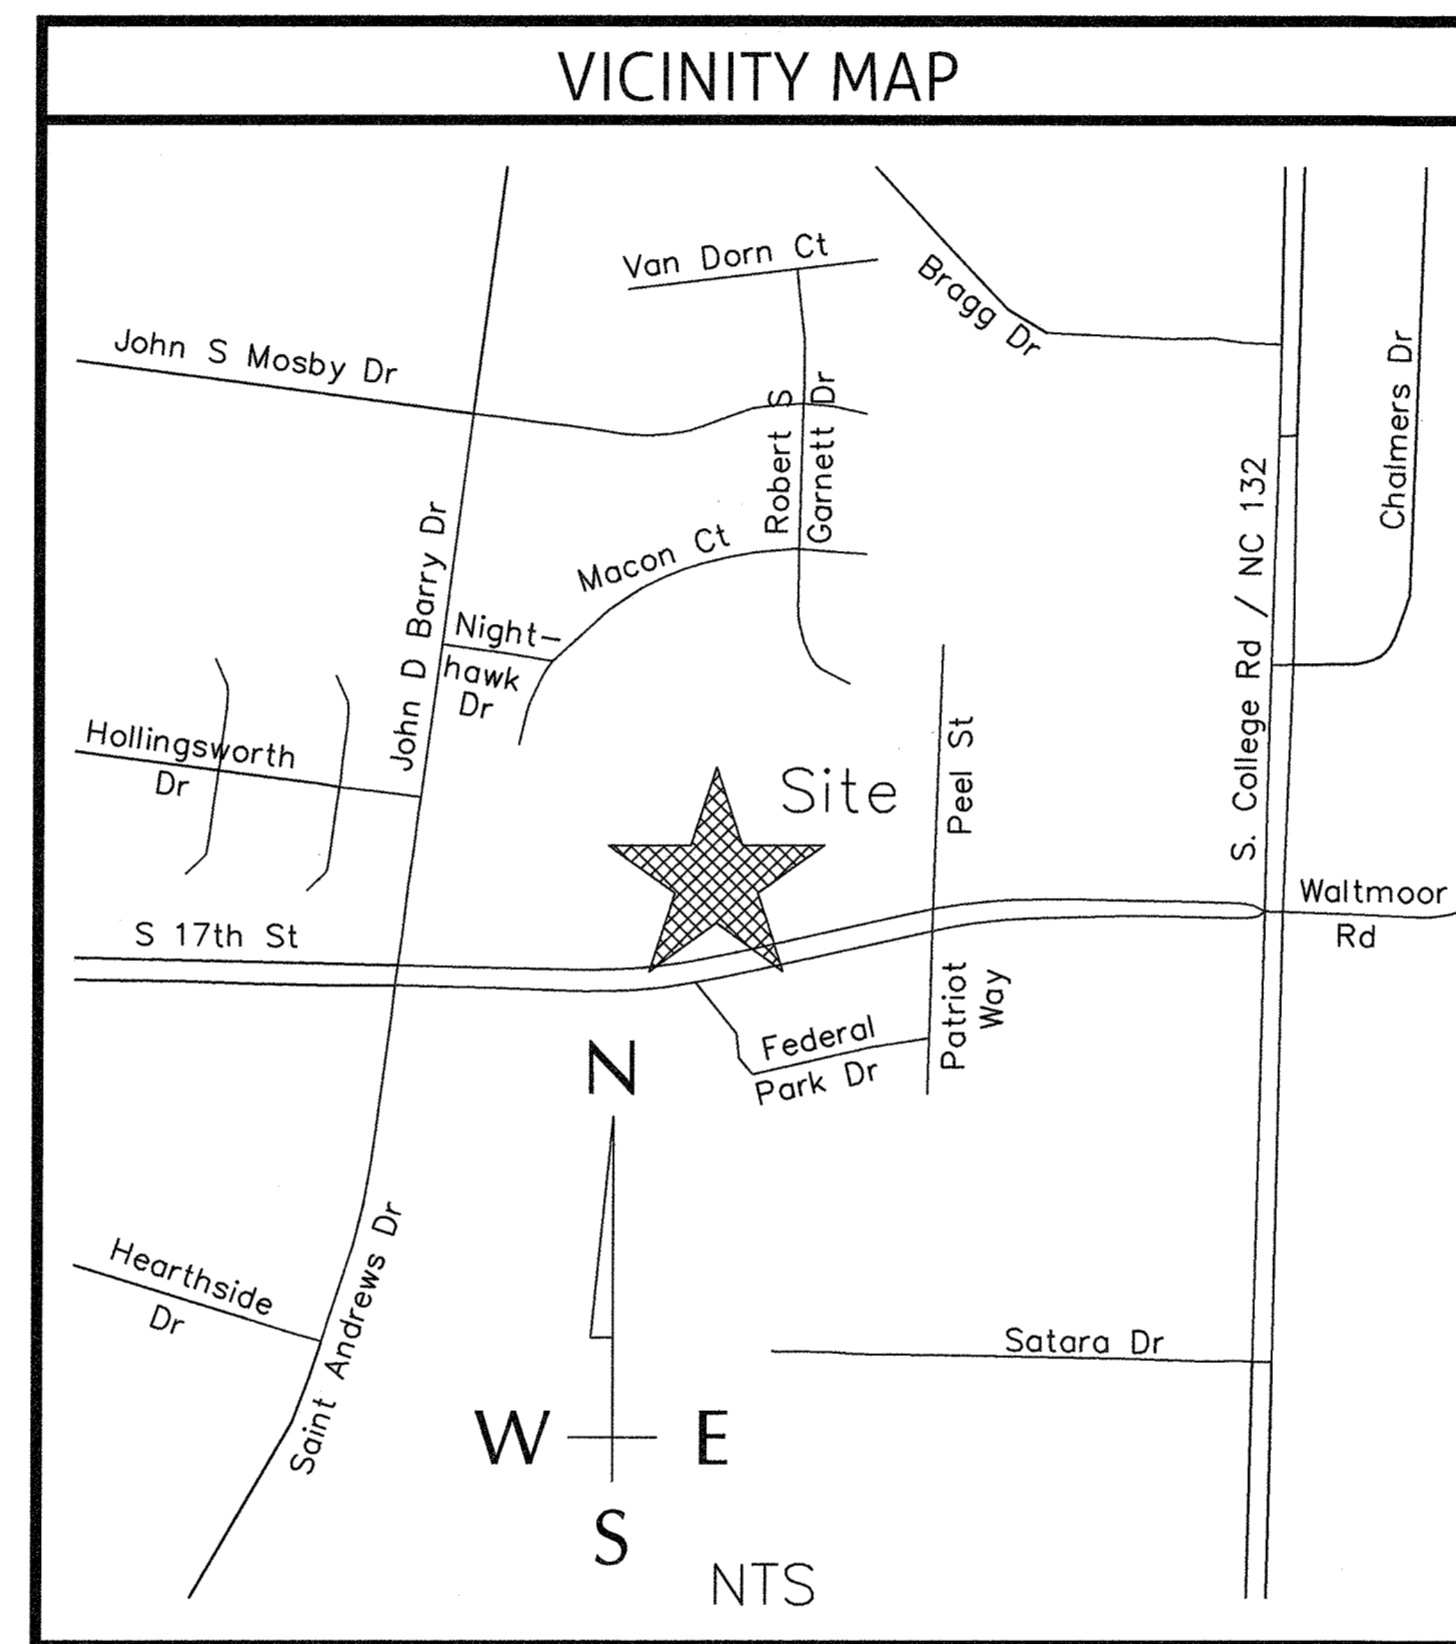 VICINITY MAP
Van Dorn Ct
Bragg Dr
John S Mosby Dr
Chalmers Dr
Robert S
Garnett Dr
S. College Rd / NC 132
John D Barry Dr
Macon Ct
Night-
hawk
Dr
Hollingsworth
Dr
Peel St
Site
Waltmoor
Rd
S 17th St
Patriot
Way
Federal
Park Dr
N
Saint Andrews Dr
Hearthside
Dr
Satara Dr
W E
S
NTS